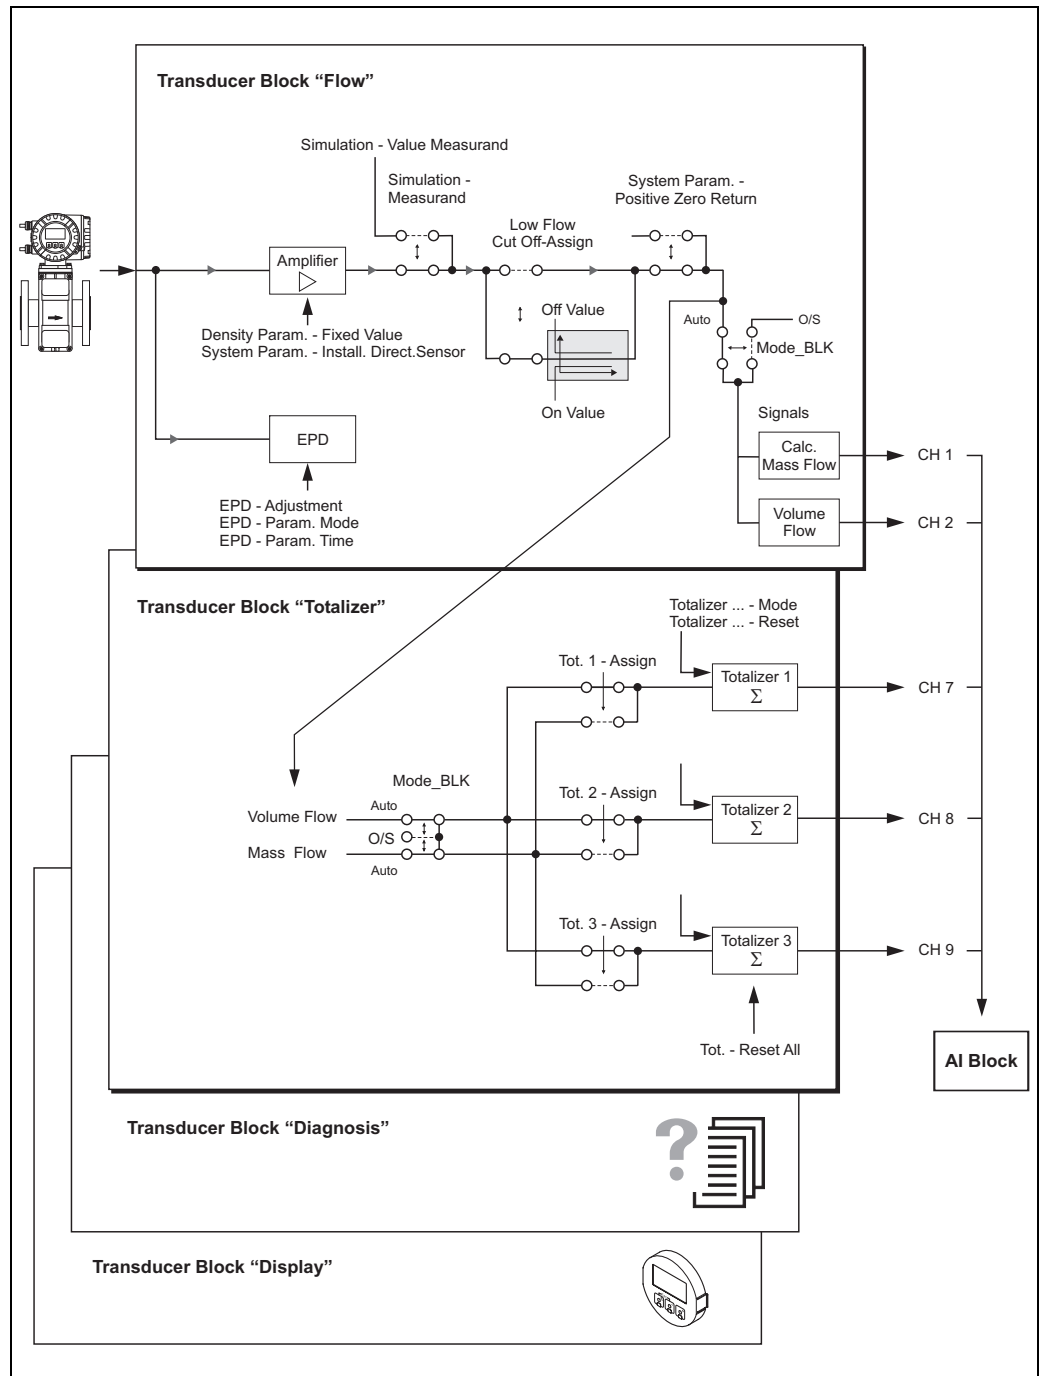 Transducer Block “Flow”
Simulation - Value Measurand
Simulation -
Measurand
System Param. -
Positive Zero Return
Low Flow
Cut Off-Assign
Amplifier
Density Param. - Fixed Value
System Param. - Install. Direct.Sensor
Off Value
On Value
Auto
O/S
Mode_BLK
Signals
Calc.
Mass Flow
CH 1
EPD
EPD - Adjustment
EPD - Param. Mode
EPD - Param. Time
Volume
Flow
CH 2
Transducer Block “Totalizer”
Totalizer ... - Mode
Totalizer ... - Reset
Tot. 1 - Assign
Totalizer 1
Σ
CH 7
Mode_BLK
Tot. 2 - Assign
Volume Flow
Auto
O/S
Mass Flow
Auto
Totalizer 2
Σ
CH 8
Tot. 3 - Assign
Totalizer 3
Σ
CH 9
Tot. - Reset All
AI Block
Transducer Block “Diagnosis”
?
Transducer Block “Display”